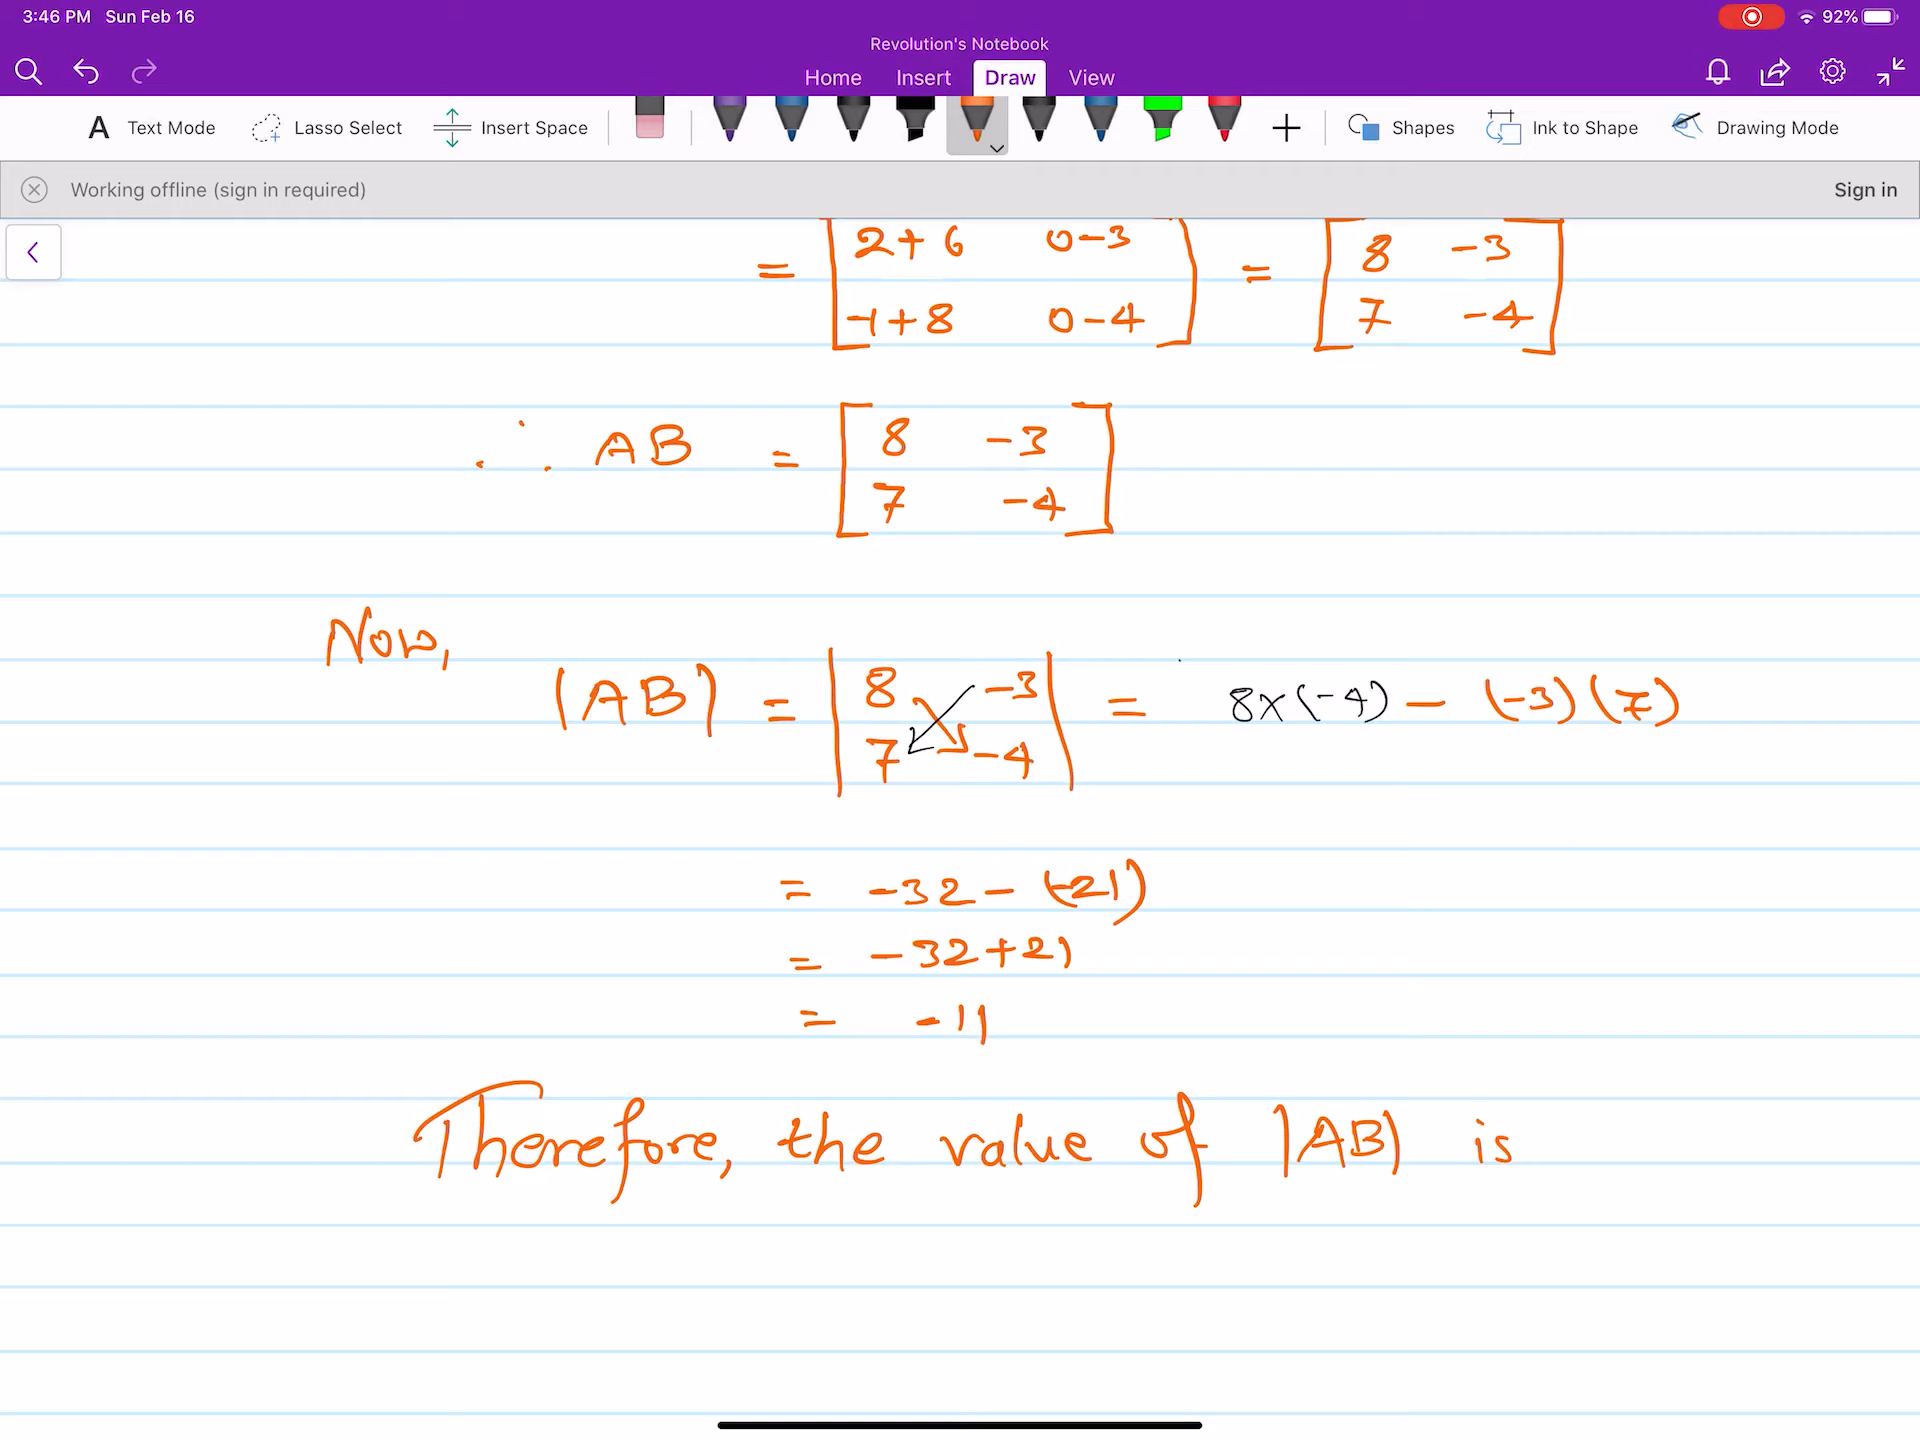 3:46 PM Sun Feb 16 92%
Revolution's Notebook
Home Insert Draw View
A Text Mode Lasso Select Insert Space + Shapes Ink to Shape Drawing Mode
Working offline (sign in required) Sign in
= [ 2+6 0-3 = [ 8 -3
-1+8 0-4 ] 7 -4 ]
∴ AB = [ 8 -3
7 -4 ]
Now,
|AB| = | 8 -3 | = 8×(-4) - (-3)(7)
| 7 -4 |
= -32 - (-21)
= -32+21
= -11
Therefore, the value of |AB| is